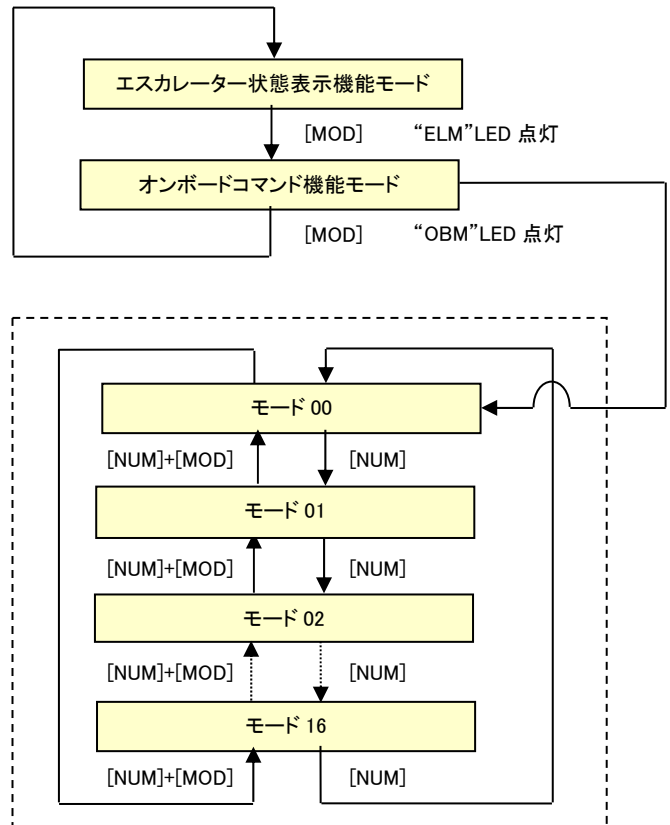 エスカレーター状態表示機能モード
[MOD] “ELM”LED 点灯
オンボードコマンド機能モード
[MOD] “OBM”LED 点灯
モード 00
[NUM]+[MOD] [NUM]
モード 01
[NUM]+[MOD] [NUM]
モード 02
[NUM]+[MOD] [NUM]
モード 16
[NUM]+[MOD] [NUM]